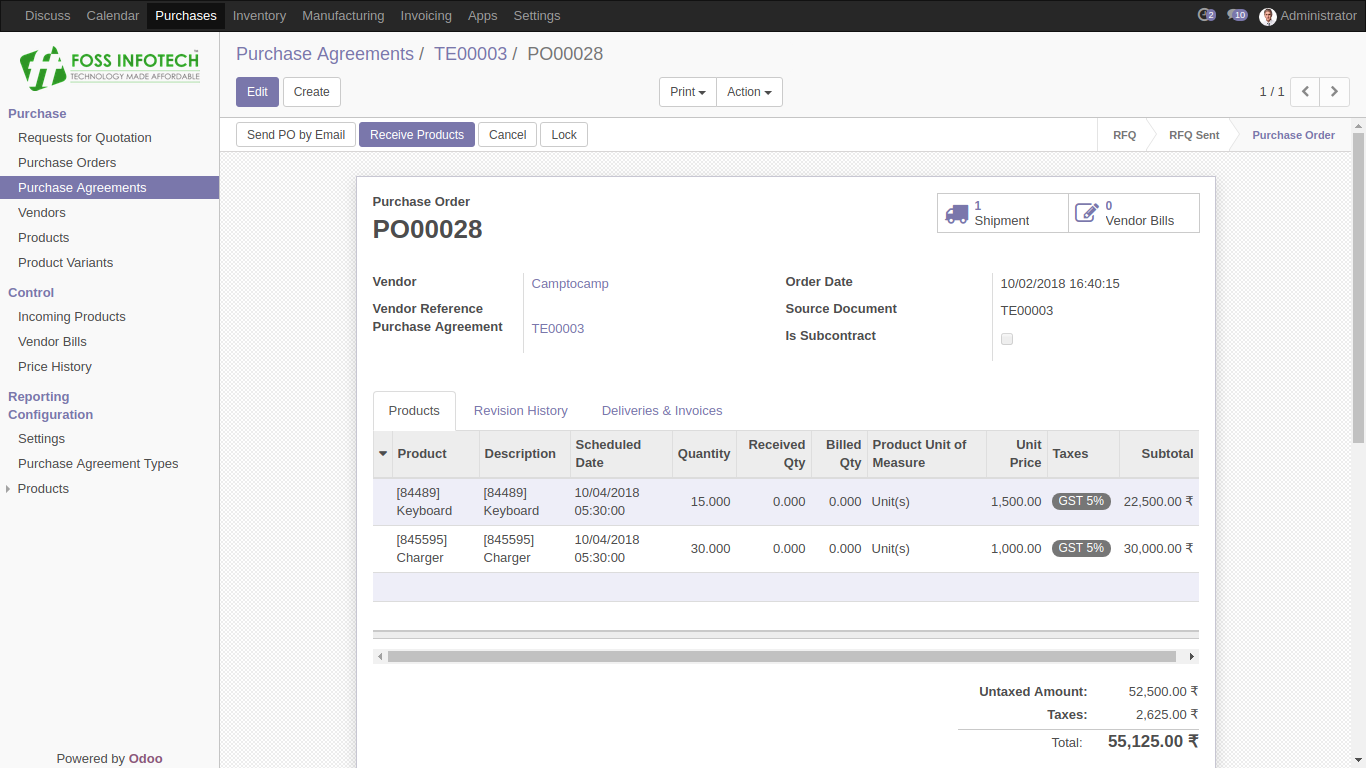 Discuss Calendar Purchases Inventory Manufacturing Invoicing Apps Settings 2 10 Administrator
FOSS INFOTECH
TECHNOLOGY MADE AFFORDABLE
Purchase
Requests for Quotation
Purchase Orders
Purchase Agreements
Vendors
Products
Product Variants
Control
Incoming Products
Vendor Bills
Price History
Reporting
Configuration
Settings
Purchase Agreement Types
Products
Powered by Odoo
Purchase Agreements / TE00003 / PO00028
Edit Create Print Action 1 / 1
Send PO by Email Receive Products Cancel Lock RFQ RFQ Sent Purchase Order
Purchase Order
PO00028
1 Shipment
0 Vendor Bills
Vendor Camptocamp
Vendor Reference
Purchase Agreement TE00003
Order Date 10/02/2018 16:40:15
Source Document TE00003
Is Subcontract
Products Revision History Deliveries & Invoices
Product Description Scheduled Date Quantity Received Qty Billed Qty Product Unit of Measure Unit Price Taxes Subtotal
[84489] Keyboard [84489] Keyboard 10/04/2018 05:30:00 15.000 0.000 0.000 Unit(s) 1,500.00 GST 5% 22,500.00 ₹
[845595] Charger [845595] Charger 10/04/2018 05:30:00 30.000 0.000 0.000 Unit(s) 1,000.00 GST 5% 30,000.00 ₹
Untaxed Amount: 52,500.00 ₹
Taxes: 2,625.00 ₹
Total: 55,125.00 ₹